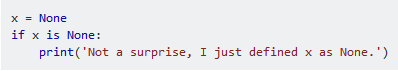 x = None
if x is None:
    print('Not a surprise, I just defined x as None.')